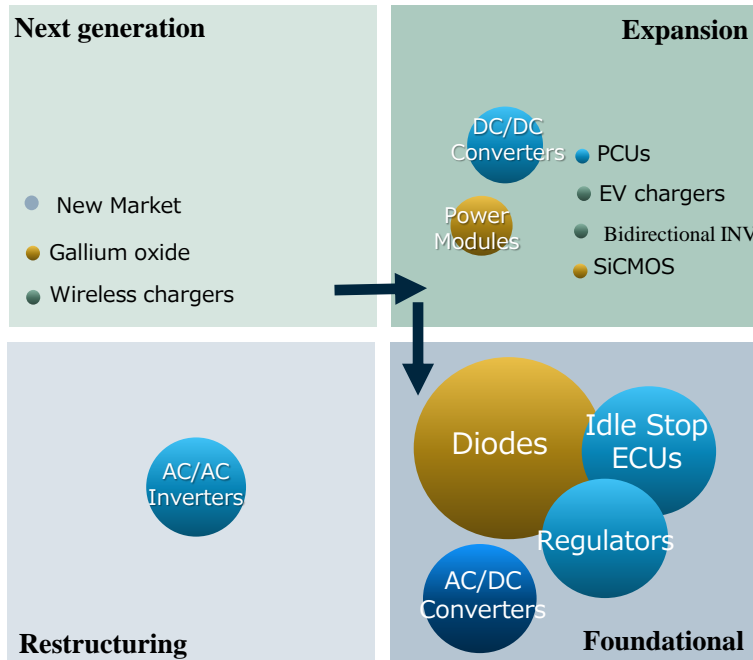 Next generation
New Market
Gallium oxide
Wireless chargers
Expansion
DC/DC
Converters
PCUs
EV chargers
Power
Modules
Bidirectional INV
SiCMOS
AC/AC
Inverters
Restructuring
Diodes
Idle Stop
ECUs
Regulators
AC/DC
Converters
Foundational